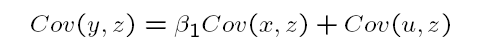 Cov(y, z) = β₁Cov(x, z) + Cov(u, z)